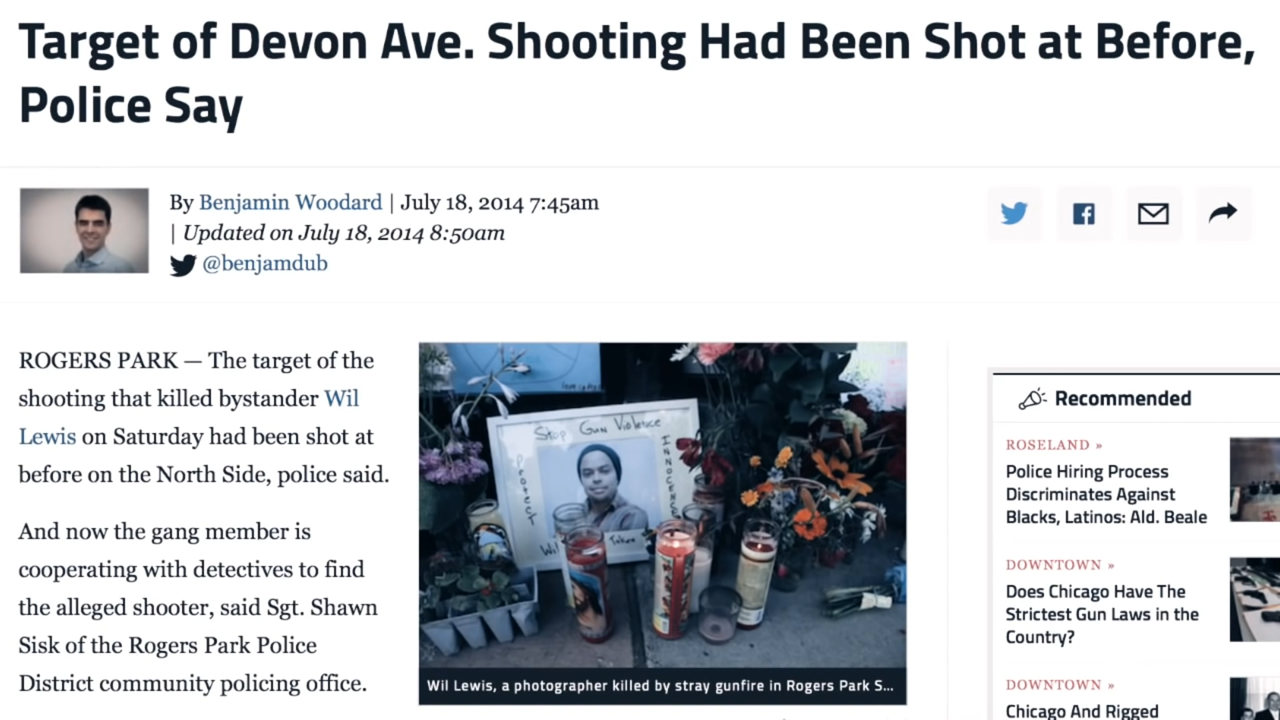 Target of Devon Ave. Shooting Had Been Shot at Before,
Police Say
By Benjamin Woodard | July 18, 2014 7:45am
| Updated on July 18, 2014 8:50am
@benjamdub
ROGERS PARK — The target of the
shooting that killed bystander Wil
Lewis on Saturday had been shot at
before on the North Side, police said.
And now the gang member is
cooperating with detectives to find
the alleged shooter, said Sgt. Shawn
Sisk of the Rogers Park Police
District community policing office.
Stop Gun Violence
Protect
INNOCENCE
Wil
Taken
Wil Lewis, a photographer killed by stray gunfire in Rogers Park S...
Recommended
ROSELAND »
Police Hiring Process
Discriminates Against
Blacks, Latinos: Ald. Beale
DOWNTOWN »
Does Chicago Have The
Strictest Gun Laws in the
Country?
DOWNTOWN »
Chicago And Rigged